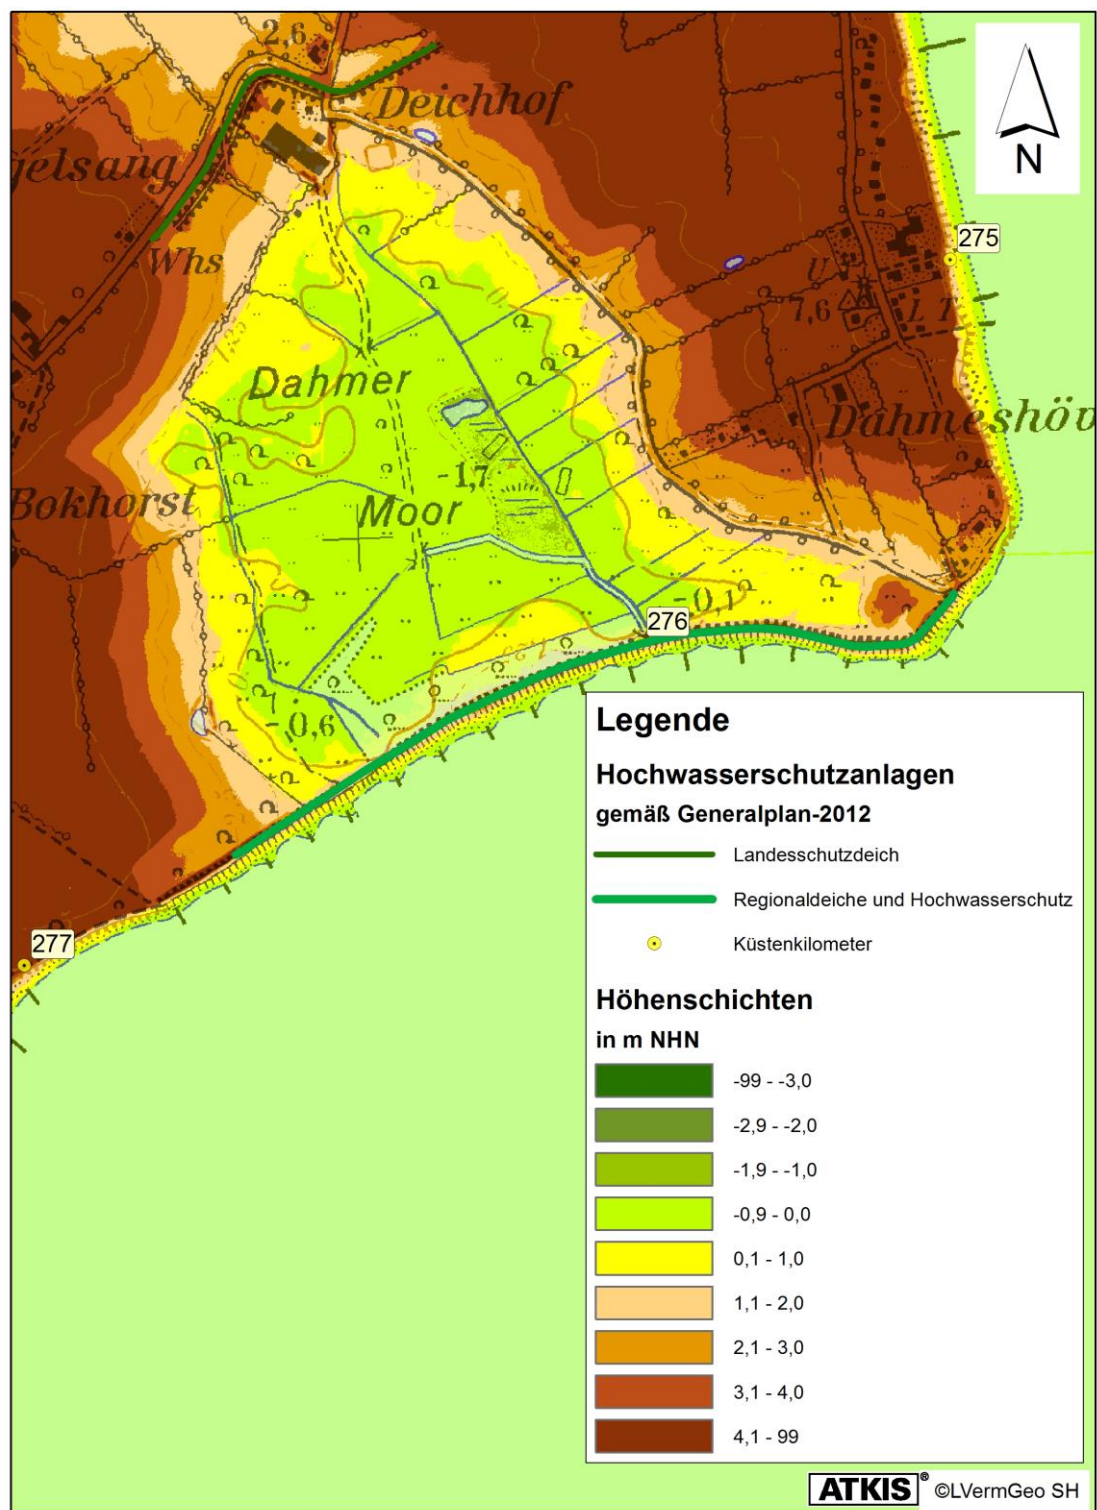 2,6
Deichhof
gelsang
Whs
N
275
7,6
L T
Dahmeshöv
Dahmer
-1,7
Moor
Bokhorst
-0,1
276
-0,6
277
Legende
Hochwasserschutzanlagen
gemäß Generalplan-2012
Landesschutzdeich
Regionaldeiche und Hochwasserschutz
Küstenkilometer
Höhenschichten
in m NHN
-99 - -3,0
-2,9 - -2,0
-1,9 - -1,0
-0,9 - 0,0
0,1 - 1,0
1,1 - 2,0
2,1 - 3,0
3,1 - 4,0
4,1 - 99
ATKIS® ©LVermGeo SH